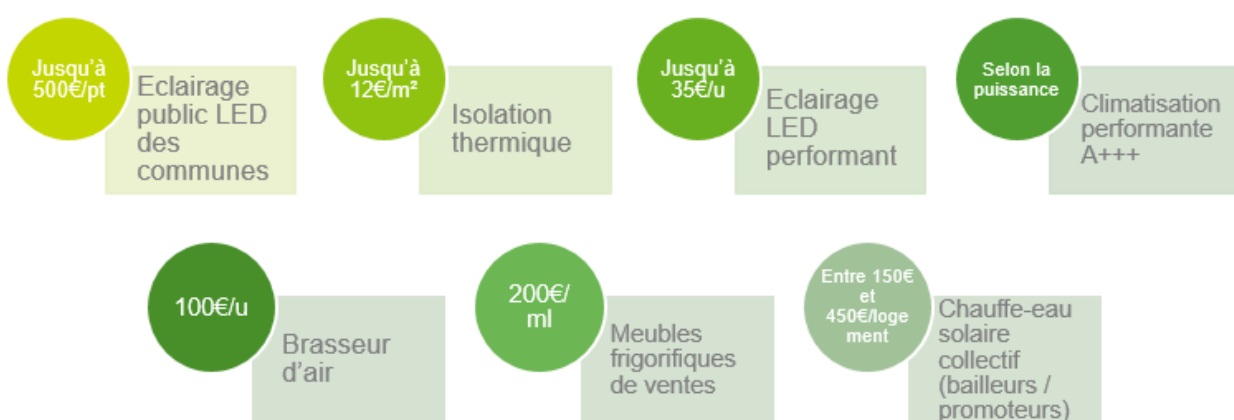 Jusqu'à
500€/pt
Eclairage
public LED
des
communes
Jusqu'à
12€/m²
Isolation
thermique
Jusqu'à
35€/u
Eclairage
LED
performant
Selon la
puissance
Climatisation
performante
A+++
100€/u
Brasseur
d'air
200€/
ml
Meubles
frigorifiques
de ventes
Entre 150€
et
450€/loge
ment
Chauffe-eau
solaire
collectif
(bailleurs /
promoteurs)